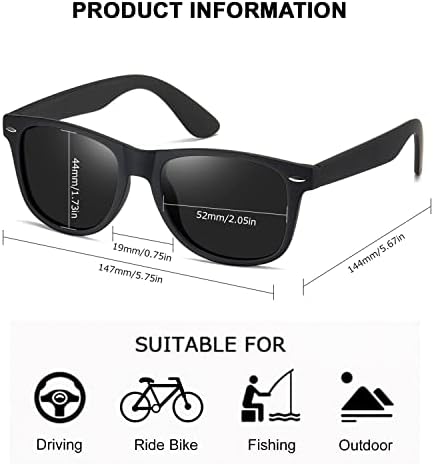 PRODUCT INFORMATION
44mm/1.75in
52mm/2.05in
19mm/0.75in
147mm/5.75in
144mm/5.67in
SUITABLE FOR
Driving
Ride Bike
Fishing
Outdoor